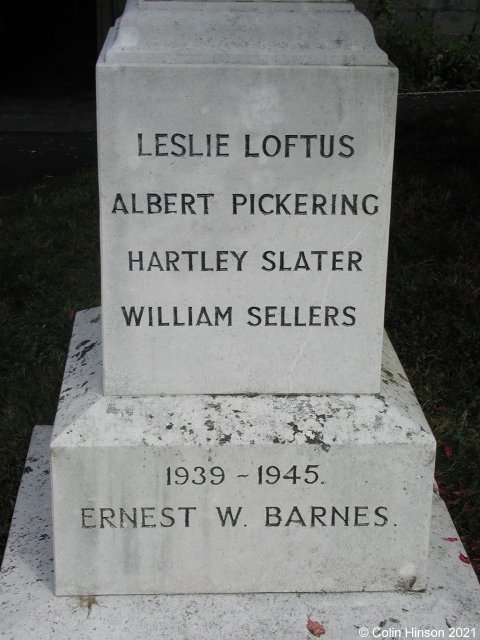 LESLIE LOFTUS
ALBERT PICKERING
HARTLEY SLATER
WILLIAM SELLERS
1939 - 1945.
ERNEST W. BARNES.
© Colin Hinson 2021